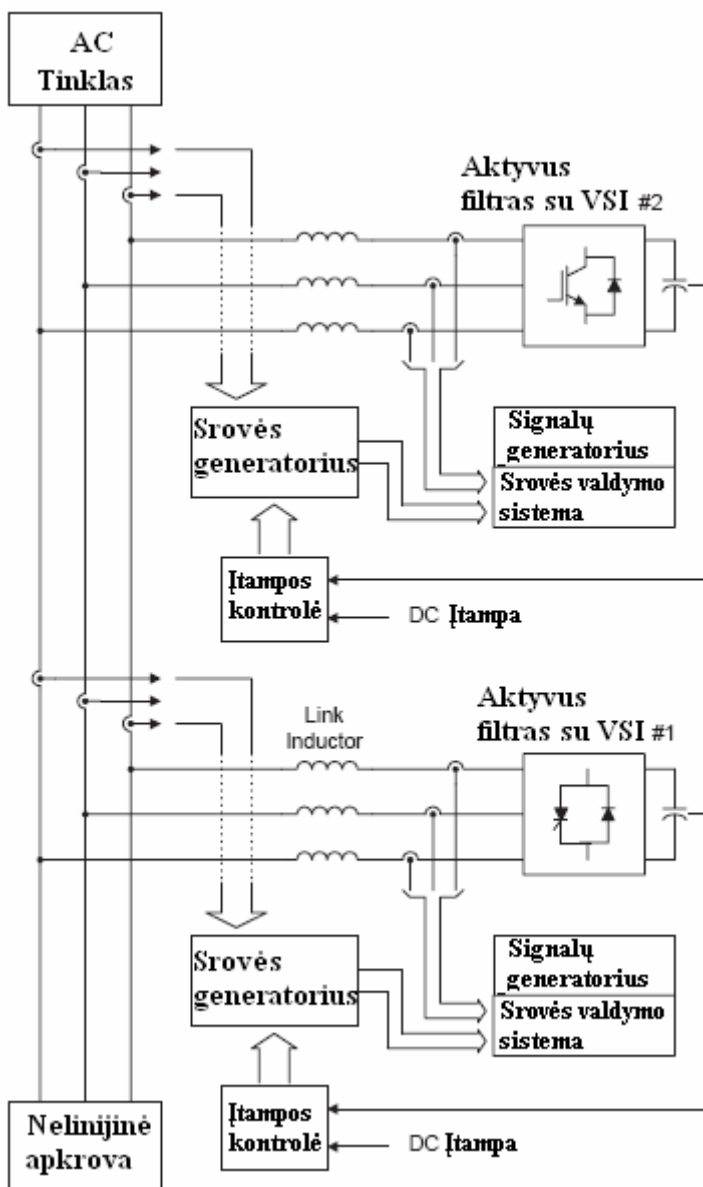 AC
Tinklas
Aktyvus
filtras su VSI #2
Srovės
generatorius
Signalų
generatorius
Srovės valdymo
sistema
Įtampos
kontrolė
DC Įtampa
Link
Inductor
Aktyvus
filtras su VSI #1
Srovės
generatorius
Signalų
generatorius
Srovės valdymo
sistema
Įtampos
kontrolė
DC Įtampa
Nelinijinė
apkrova